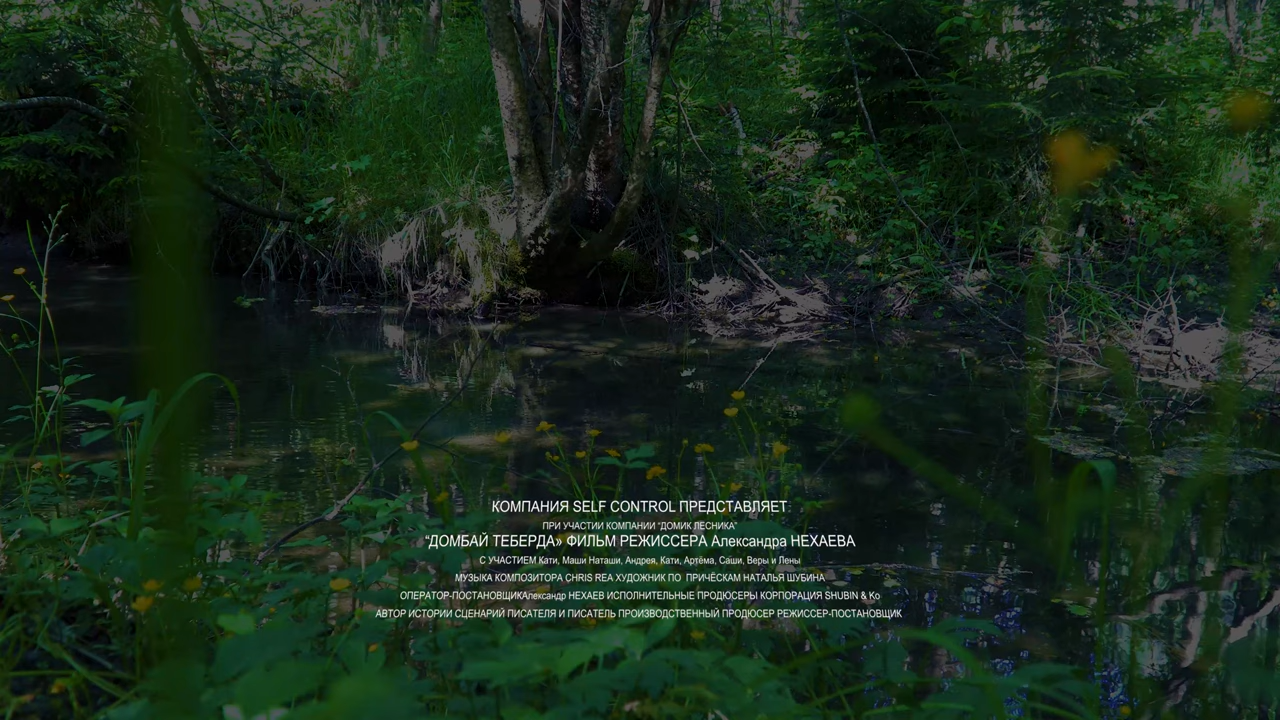 КОМПАНИЯ SELF CONTROL ПРЕДСТАВЛЯЕТ
ПРИ УЧАСТИИ КОМПАНИИ "ДОМИК ЛЕСНИКА"
“ДОМБАЙ ТЕБЕРДА» ФИЛЬМ РЕЖИССЕРА Александра НЕХАЕВА
С УЧАСТИЕМ Кати, Маши Наташи, Андрея, Кати, Артёма, Саши, Веры и Лены
МУЗЫКА КОМПОЗИТОРА CHRIS REA ХУДОЖНИК ПО ПРИЧЁСКАМ НАТАЛЬЯ ШУБИНА
ОПЕРАТОР-ПОСТАНОВЩИКАлександр НЕХАЕВ ИСПОЛНИТЕЛЬНЫЕ ПРОДЮСЕРЫ КОРПОРАЦИЯ SHUBIN & Ko
АВТОР ИСТОРИИ СЦЕНАРИЙ ПИСАТЕЛЯ И ПИСАТЕЛЬ ПРОИЗВОДСТВЕННЫЙ ПРОДЮСЕР РЕЖИССЕР-ПОСТАНОВЩИК